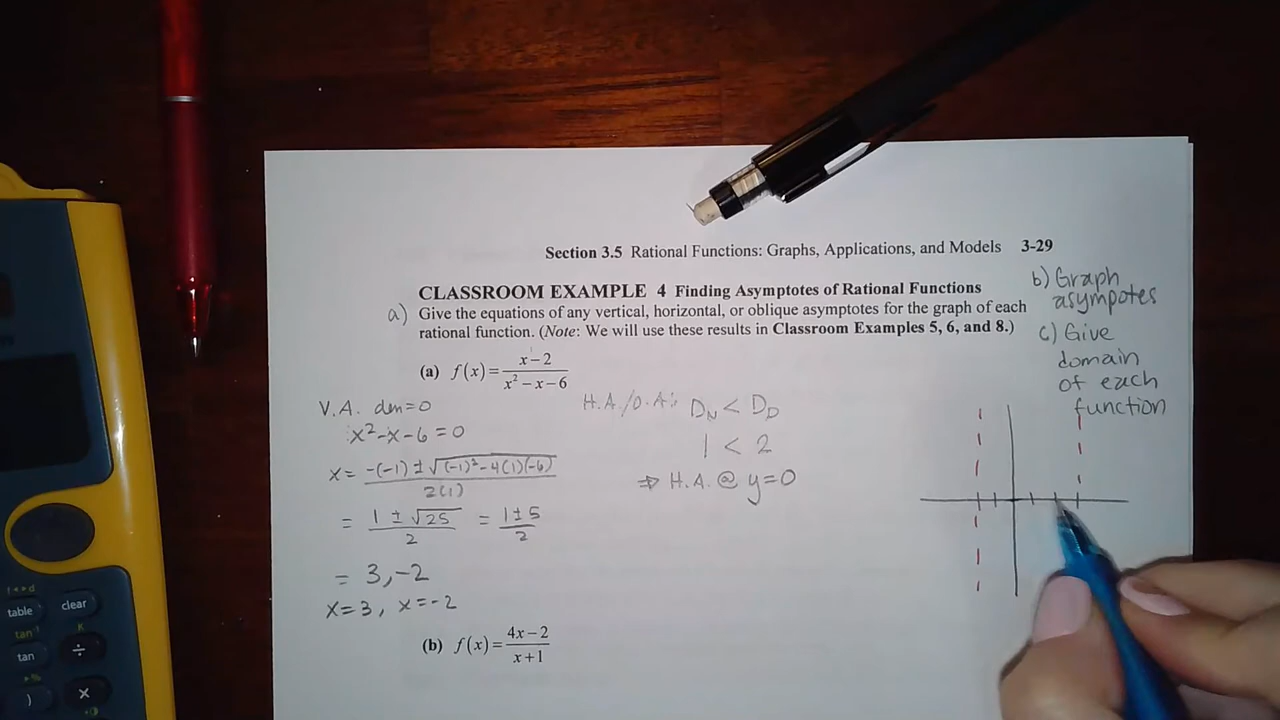 Section 3.5 Rational Functions: Graphs, Applications, and Models 3-29
CLASSROOM EXAMPLE 4 Finding Asymptotes of Rational Functions
a) Give the equations of any vertical, horizontal, or oblique asymptotes for the graph of each
rational function. (Note: We will use these results in Classroom Examples 5, 6, and 8.)
b) Graph
asympotes
c) Give
domain
of each
function
(a) f(x) = (x-2)/(x²-x-6)
V.A. den=0
x²-x-6=0
x = (-(-1)±√((-1)²-4(1)(-6)))/(2(1))
= (1±√25)/2 = (1±5)/2
= 3,-2
x=3, x=-2
H.A./O.A.: D_N < D_D
1 < 2
⇒ H.A. @ y=0
(b) f(x) = (4x-2)/(x+1)
table
clear
tan⁻¹
K
tan
÷
)
×